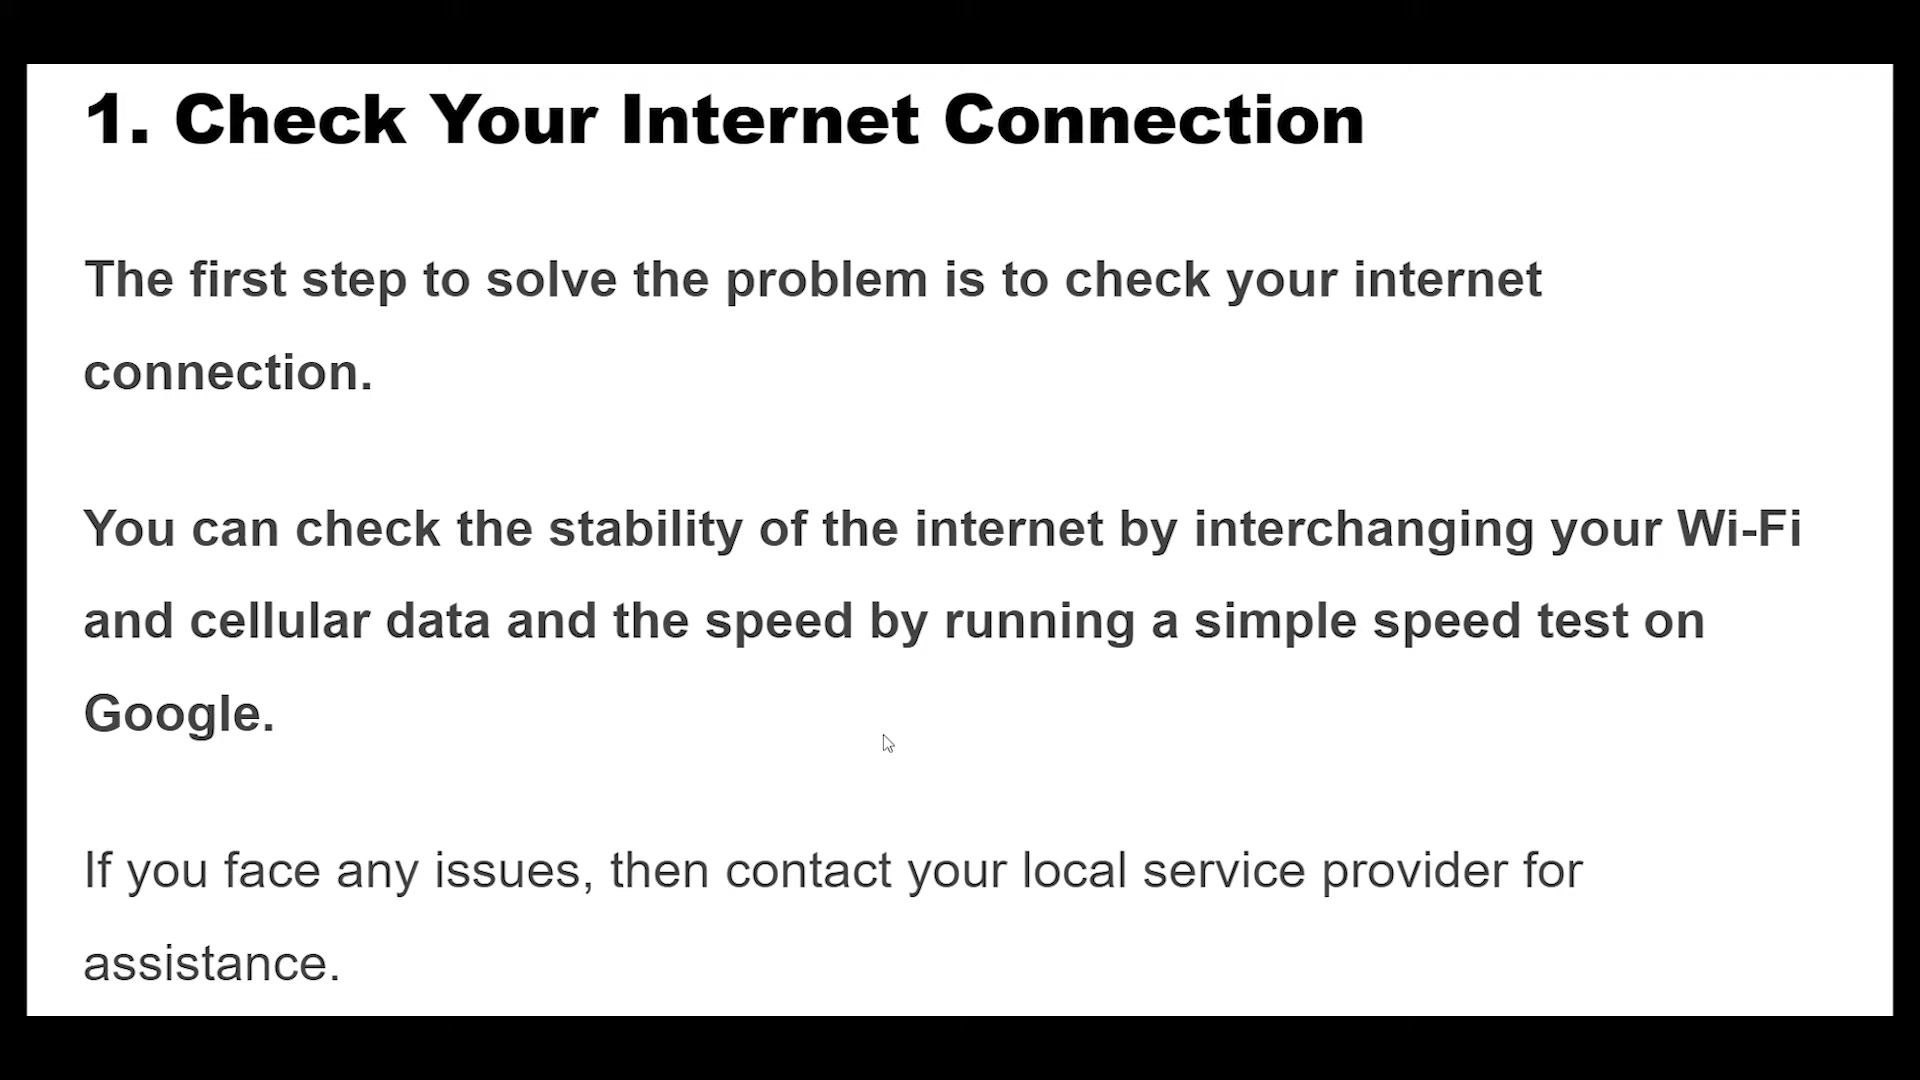 1. Check Your Internet Connection
The first step to solve the problem is to check your internet
connection.
You can check the stability of the internet by interchanging your Wi-Fi
and cellular data and the speed by running a simple speed test on
Google.
If you face any issues, then contact your local service provider for
assistance.